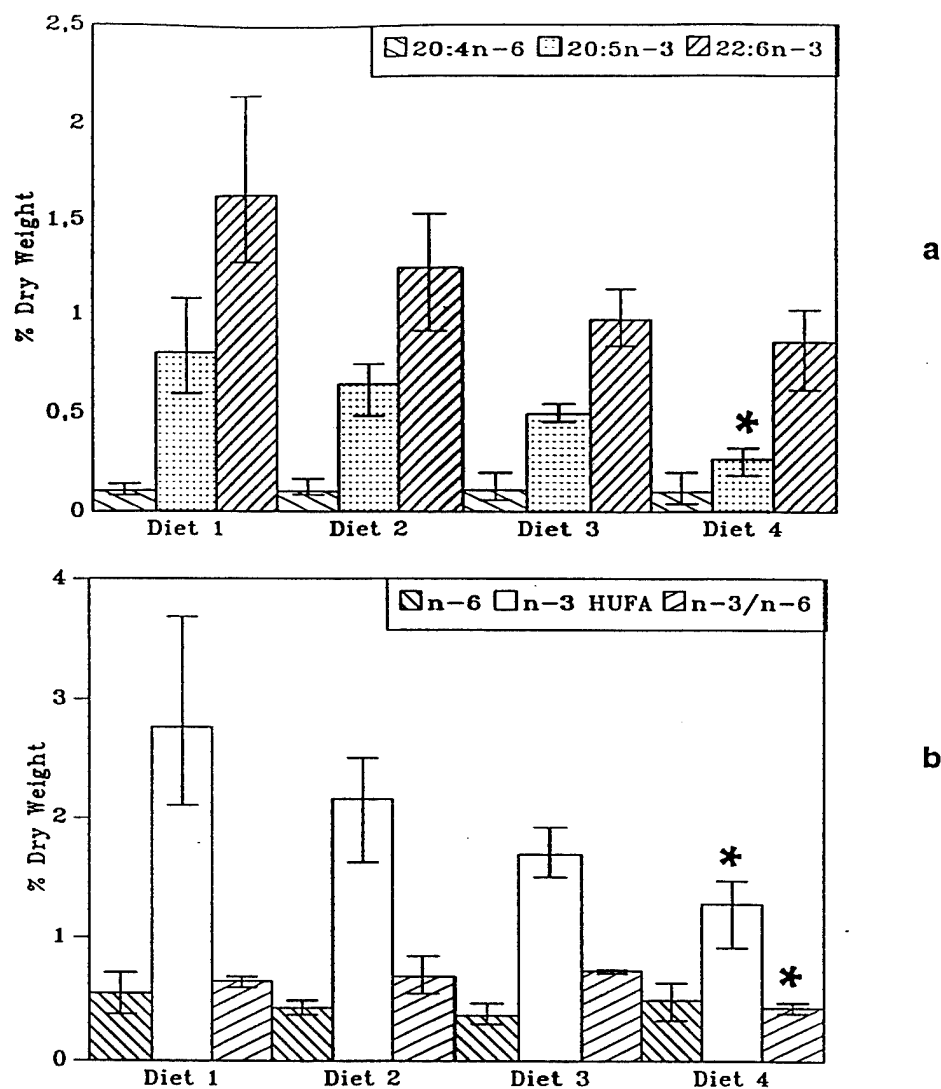 2,5
20:4n-6 20:5n-3 22:6n-3
2
1,5
1
0,5
0
% Dry Weight
*
Diet 1 Diet 2 Diet 3 Diet 4
a
4
n-6 n-3 HUFA n-3/n-6
3
2
1
0
% Dry Weight
*
*
Diet 1 Diet 2 Diet 3 Diet 4
b